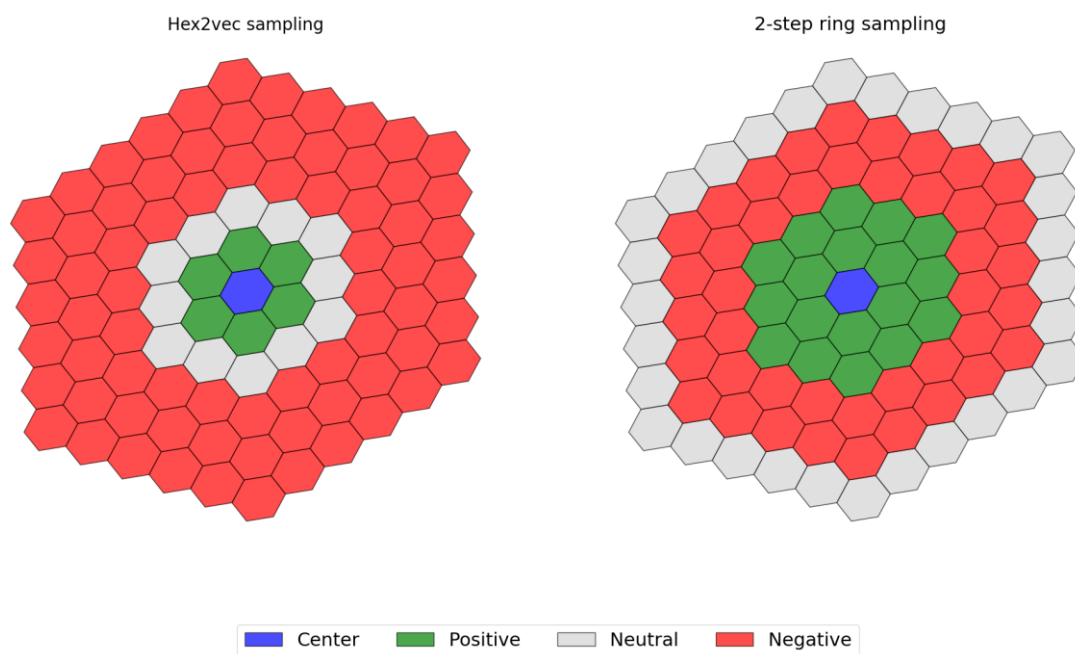 Hex2vec sampling
2-step ring sampling
Center
Positive
Neutral
Negative